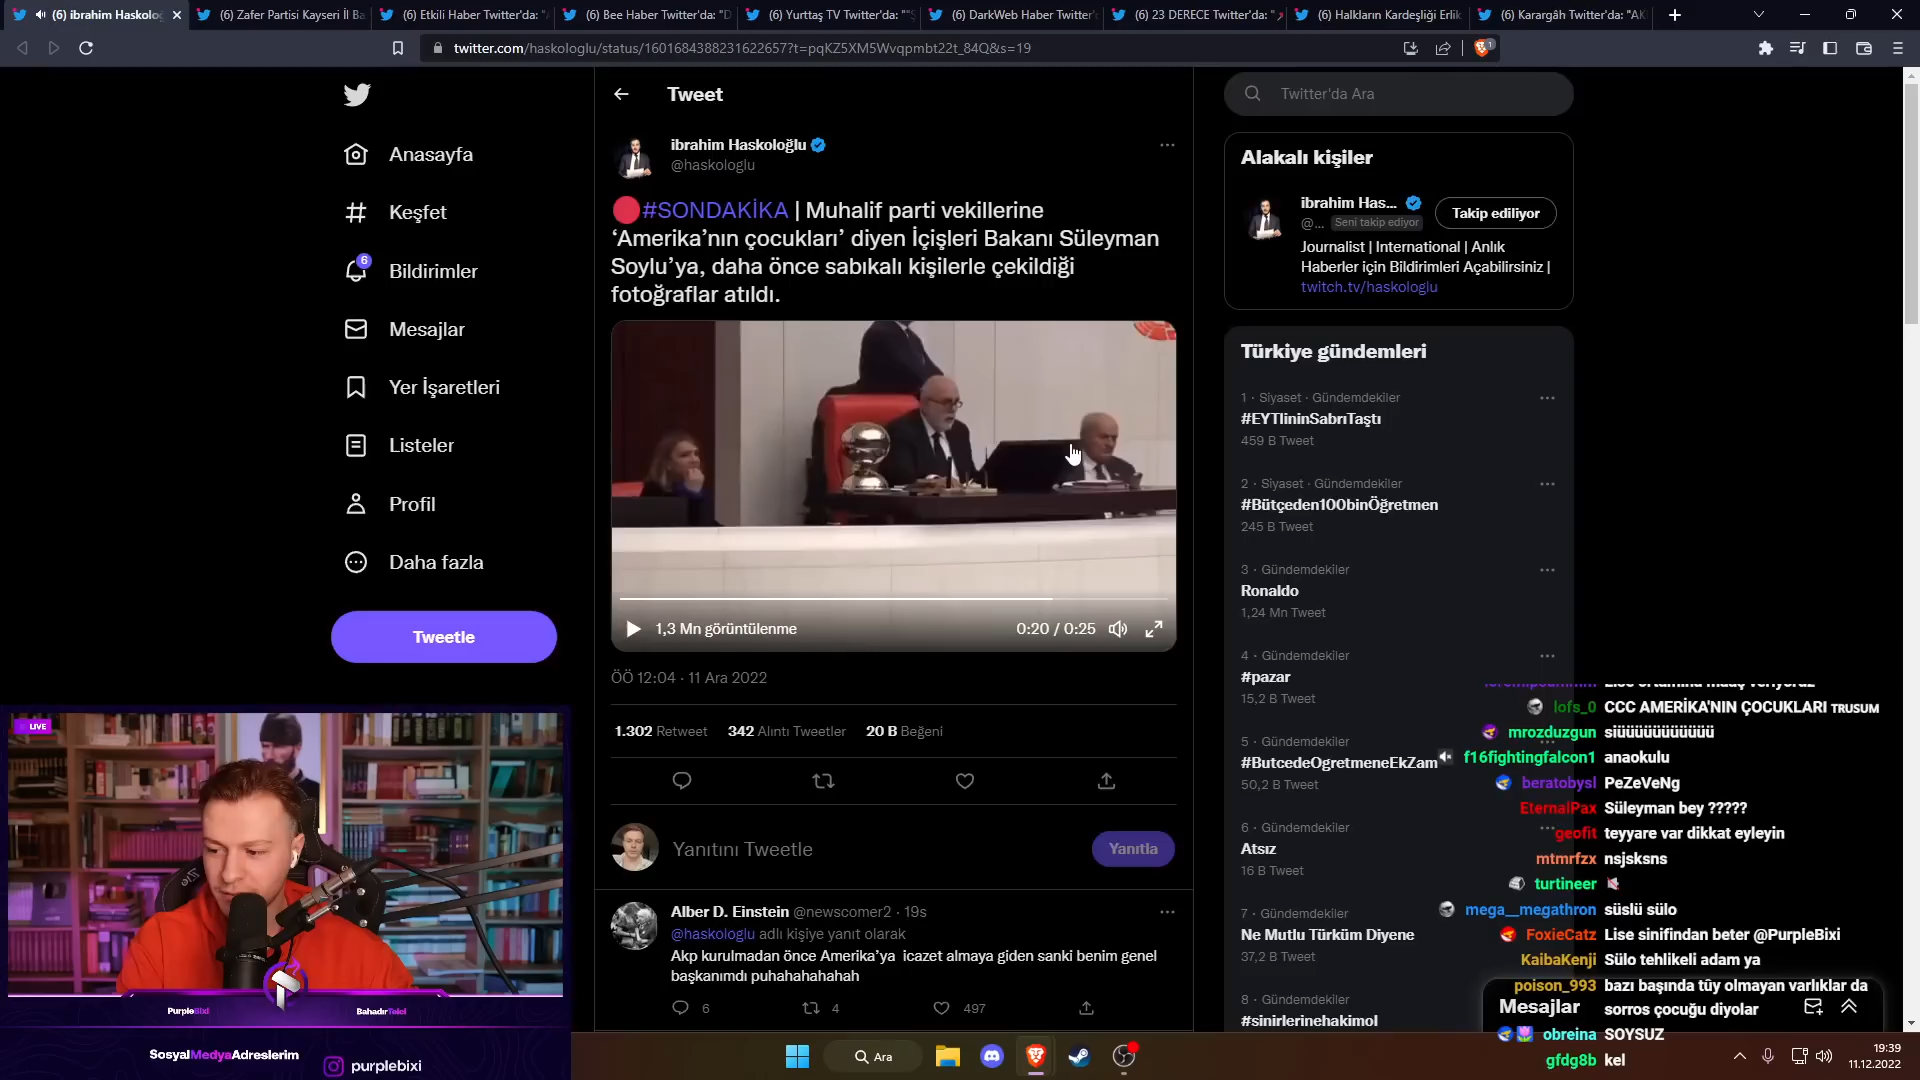 (6) ibrahim Haskoloğ
(6) Zafer Partisi Kayseri İl Ba
(6) Etkili Haber Twitter'da: "
(6) Bee Haber Twitter'da: "D
(6) Yurttaş TV Twitter'da: "
(6) DarkWeb Haber Twitter'
(6) 23 DERECE Twitter'da: "
(6) Halkların Kardeşliği Erlik
(6) Karargâh Twitter'da: "AK
twitter.com/haskologlu/status/1601684388231622657?t=pqKZ5XM5Wvqpmbt22t_84Q&s=19
1
Anasayfa
Keşfet
6
Bildirimler
Mesajlar
Yer İşaretleri
Listeler
Profil
Daha fazla
Tweetle
Tweet
ibrahim Haskoloğlu
@haskologlu
#SONDAKİKA | Muhalif parti vekillerine
‘Amerika’nın çocukları’ diyen İçişleri Bakanı Süleyman
Soylu’ya, daha önce sabıkalı kişilerle çekildiği
fotoğraflar atıldı.
1,3 Mn görüntülenme
0:20 / 0:25
ÖÖ 12:04 · 11 Ara 2022
1.302 Retweet 342 Alıntı Tweetler 20 B Beğeni
Yanıtını Tweetle
Yanıtla
Alber D. Einstein @newscomer2 · 19s
@haskologlu adlı kişiye yanıt olarak
Akp kurulmadan önce Amerika’ya icazet almaya giden sanki benim genel
başkanımdı puhahahahahah
6
4
497
Twitter'da Ara
Alakalı kişiler
ibrahim Has...
@... Seni takip ediyor
Takip ediliyor
Journalist | International | Anlık
Haberler için Bildirimleri Açabilirsiniz |
twitch.tv/haskologlu
Türkiye gündemleri
1 · Siyaset · Gündemdekiler
#EYTlininSabrıTaştı
459 B Tweet
2 · Siyaset · Gündemdekiler
#Bütçeden100binÖğretmen
245 B Tweet
3 · Gündemdekiler
Ronaldo
1,24 Mn Tweet
4 · Gündemdekiler
#pazar
15,2 B Tweet
5 · Gündemdekiler
#ButcedeOgretmeneEkZam
50,2 B Tweet
6 · Gündemdekiler
Atsız
16 B Tweet
7 · Gündemdekiler
Ne Mutlu Türküm Diyene
37,2 B Tweet
8 · Gündemdekiler
#sinirlerinehakimol
lofs_0 CCC AMERİKA'NIN ÇOCUKLARI TRUSUM
mrozduzgun siüüüüüüüüüüü
f16fightingfalcon1 anaokulu
beratobysl PeZeVeNg
EternalPax Süleyman bey ?????
geofit teyyare var dikkat eyleyin
mtmrfzx nsjsksns
turtineer
mega__megathron süslü sülo
FoxieCatz Lise sinifindan beter @PurpleBixi
KaibaKenji Sülo tehlikeli adam ya
poison_993 bazı başında tüy olmayan varlıklar da
sorros çocuğu diyolar
obreina SOYSUZ
gfdg8b kel
Mesajlar
LIVE
PurpleBixi
BahadırTekel
SosyalMedyaAdreslerim
purplebixi
Ara
19:39
11.12.2022